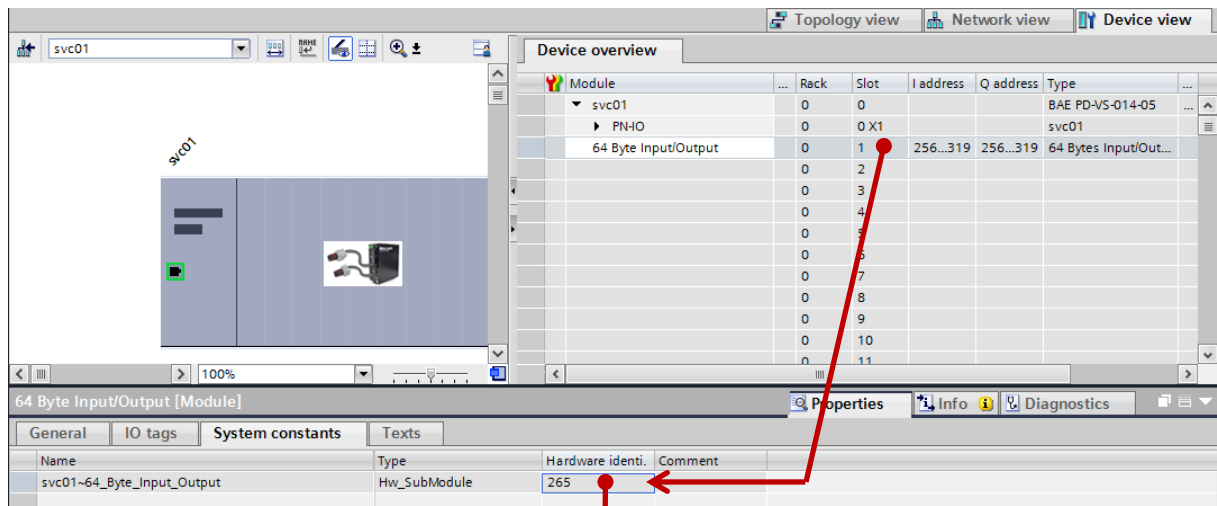 Topology view Network view Device view
svc01 Device overview
Module ... Rack Slot I address Q address Type ...
svc01 0 0 BAE PD-VS-014-05 ...
PN-IO 0 0 X1 svc01
64 Byte Input/Output 0 1 256...319 256...319 64 Bytes Input/Out...
0 2
0 3
0 4
0 5
0 6
0 7
0 8
0 9
0 10
0 11
svc01
100%
64 Byte Input/Output [Module] Properties Info Diagnostics
General IO tags System constants Texts
Name Type Hardware identi. Comment
svc01~64_Byte_Input_Output Hw_SubModule 265